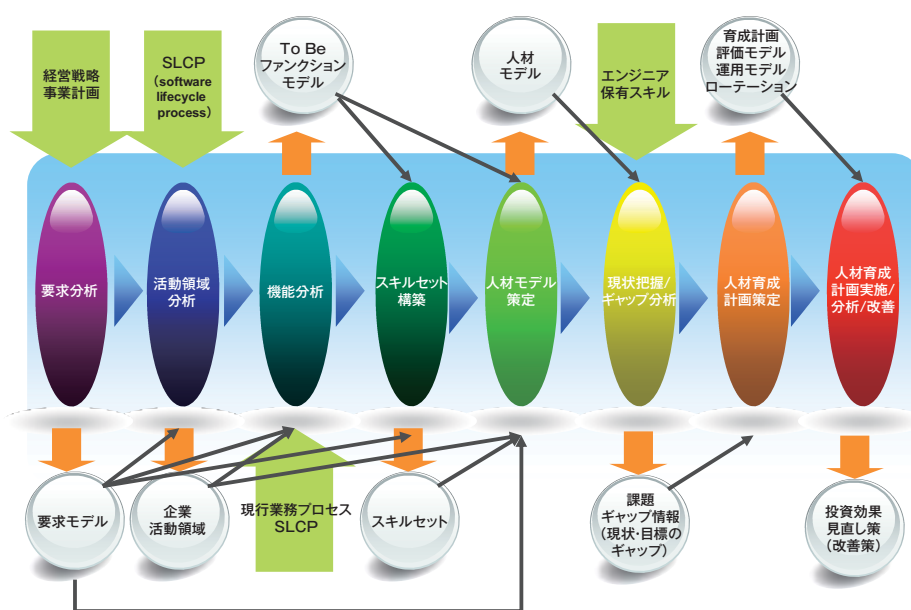 経営戦略
事業計画
SLCP
(software
lifecycle
process)
To Be
ファンクション
モデル
人材
モデル
エンジニア
保有スキル
育成計画
評価モデル
運用モデル
ローテーション
要求分析
活動領域
分析
機能分析
スキルセット
構築
人材モデル
策定
現状把握/
ギャップ分析
人材育成
計画策定
人材育成
計画実施/
分析/改善
要求モデル
企業
活動領域
現行業務プロセス
SLCP
スキルセット
課題
ギャップ情報
(現状・目標の
ギャップ)
投資効果
見直し策
(改善策)